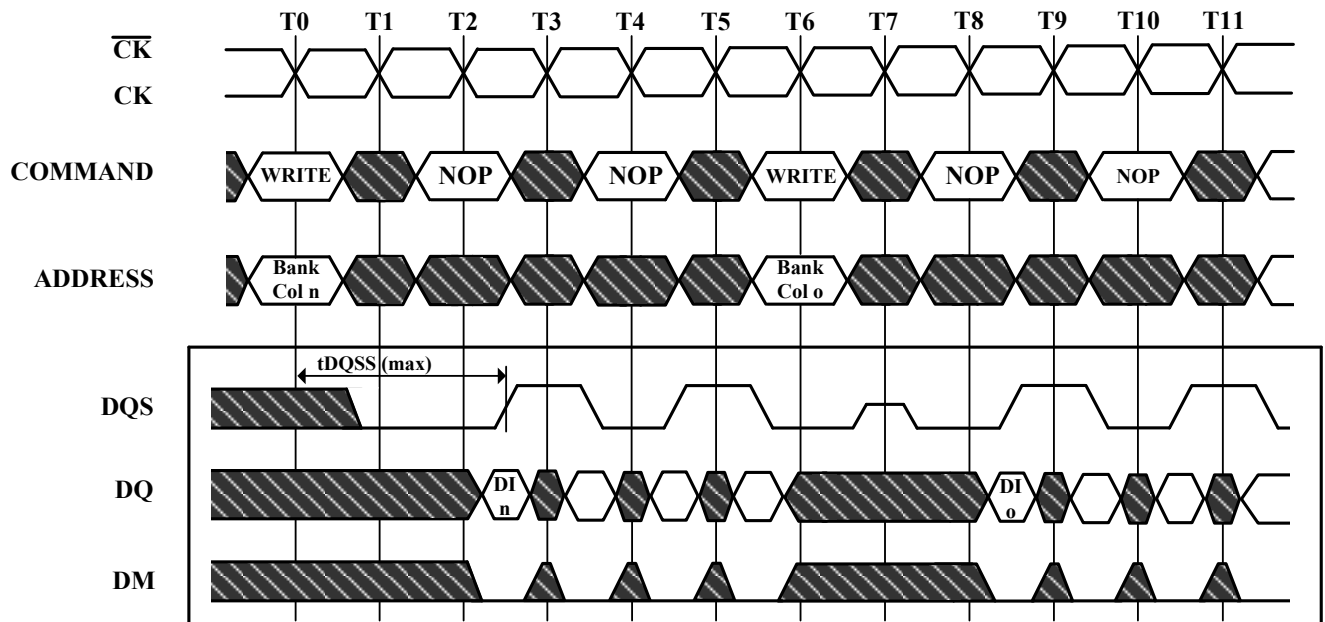 T0 T1 T2 T3 T4 T5 T6 T7 T8 T9 T10 T11
CK
CK
COMMAND WRITE NOP NOP WRITE NOP NOP
ADDRESS Bank Col n Bank Col o
tDQSS (max)
DQS
DQ DI n DI o
DM